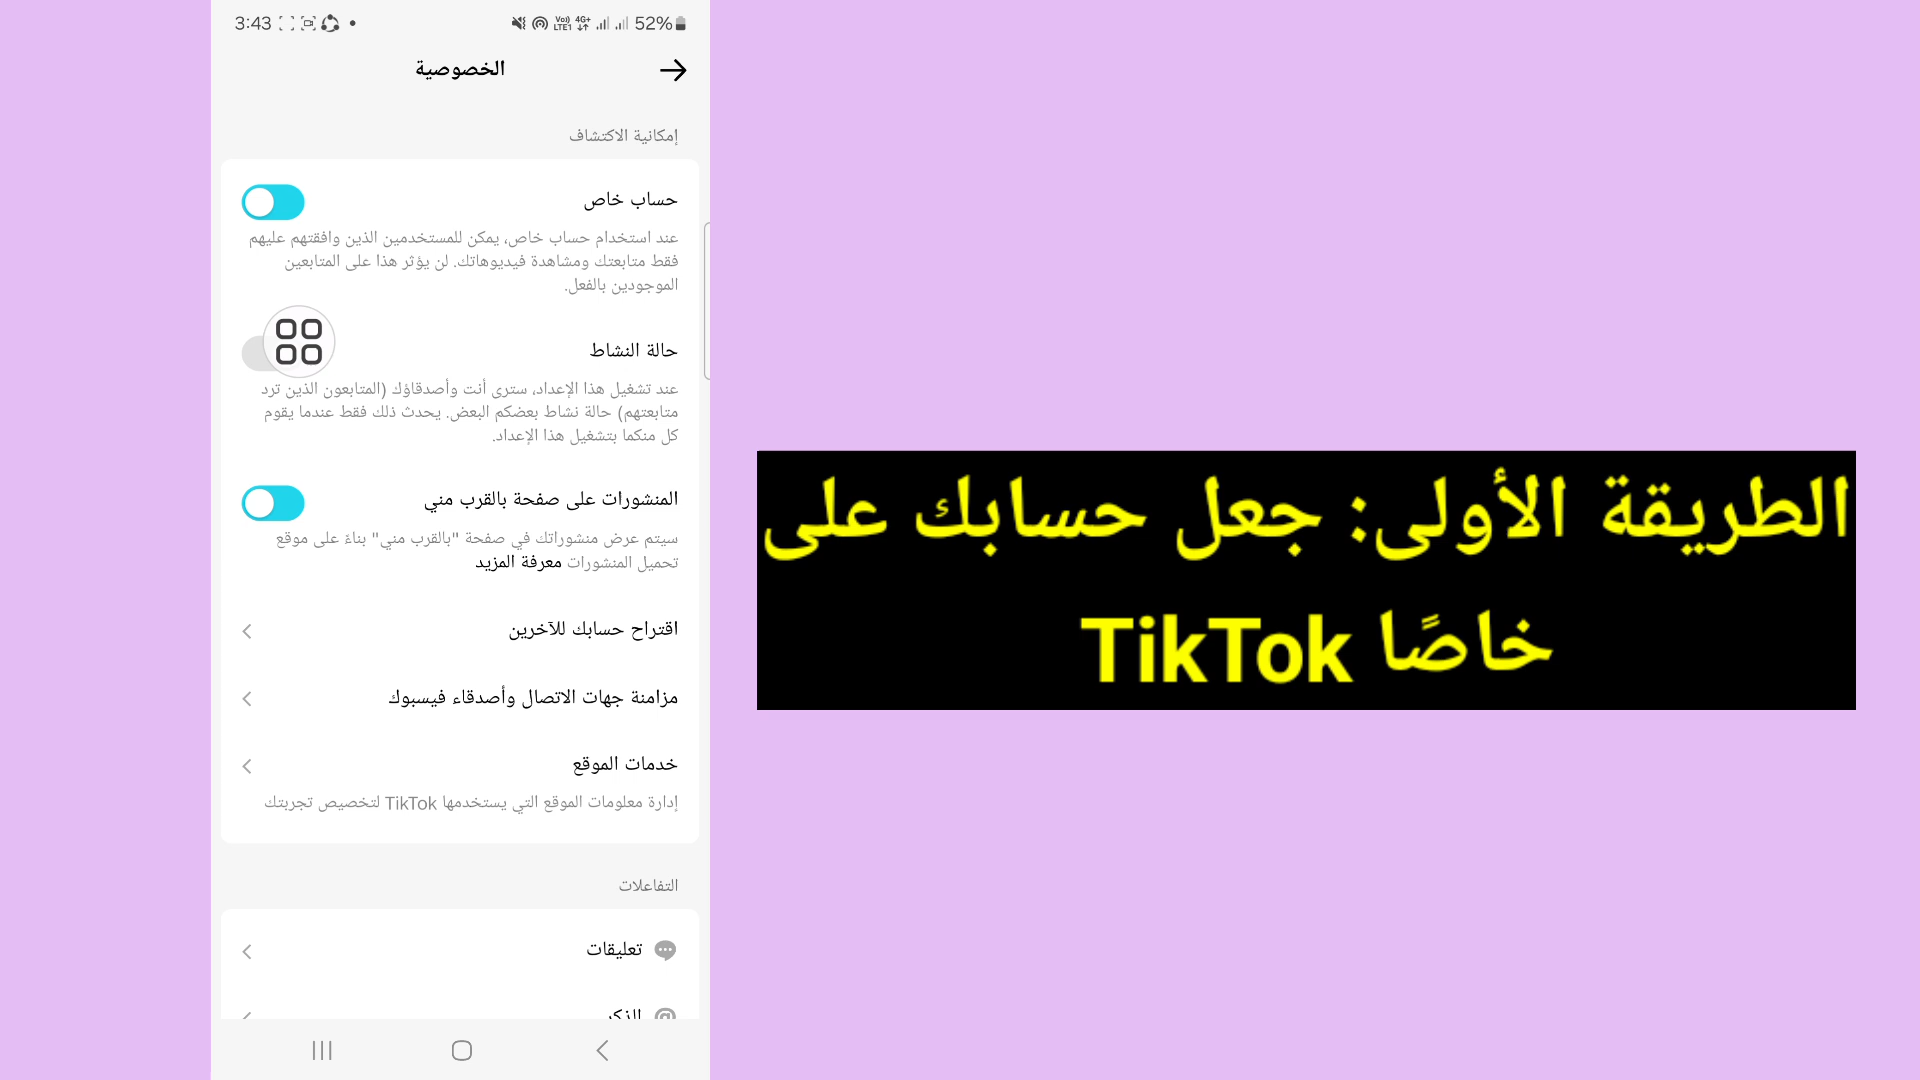 3:43
Vo)) LTE1 4G+ 52%
الخصوصية
إمكانية الاكتشاف
حساب خاص
عند استخدام حساب خاص، يمكن للمستخدمين الذين وافقتهم عليهم
فقط متابعتك ومشاهدة فيديوهاتك. لن يؤثر هذا على المتابعين
الموجودين بالفعل.
حالة النشاط
عند تشغيل هذا الإعداد، سترى أنت وأصدقاؤك (المتابعون الذين ترد
متابعتهم) حالة نشاط بعضكم البعض. يحدث ذلك فقط عندما يقوم
كل منكما بتشغيل هذا الإعداد.
المنشورات على صفحة بالقرب مني
سيتم عرض منشوراتك في صفحة "بالقرب مني" بناءً على موقع
تحميل المنشورات معرفة المزيد
اقتراح حسابك للآخرين
مزامنة جهات الاتصال وأصدقاء فيسبوك
خدمات الموقع
إدارة معلومات الموقع التي يستخدمها TikTok لتخصيص تجربتك
التفاعلات
تعليقات
الذكر
الطريقة الأولى: جعل حسابك على
خاصًا TikTok